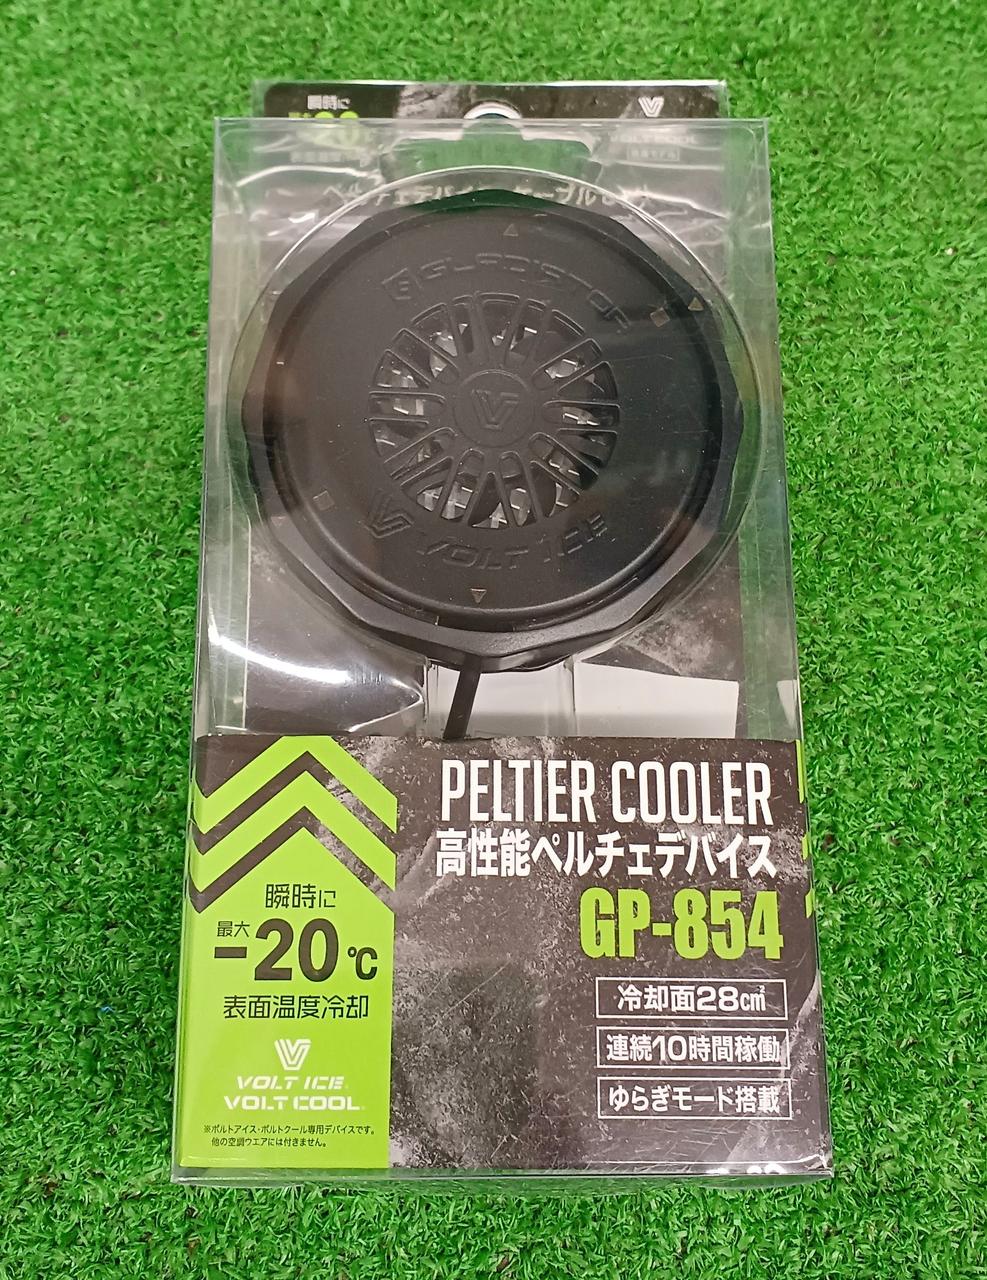 瞬時に
GLADIATOR
V
VOLT ICE
PELTIER COOLER
高性能ペルチェデバイス
GP-854
瞬時に
最大
-20℃
表面温度冷却
冷却面28c㎡
連続10時間稼働
ゆらぎモード搭載
VOLT ICE®
VOLT COOL®
※ボルトアイス・ボルトクール専用デバイスです。
他の空調ウエアには付きません。